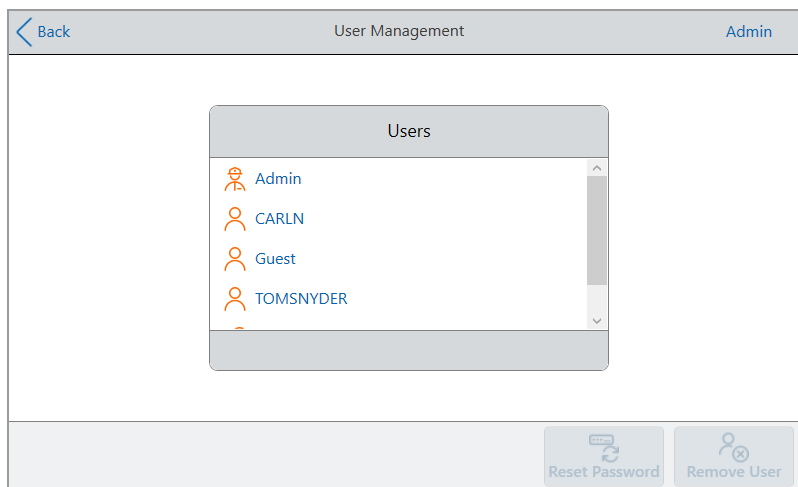 Back
User Management
Admin
Users
Admin
CARLN
Guest
TOMSNYDER
Reset Password
Remove User